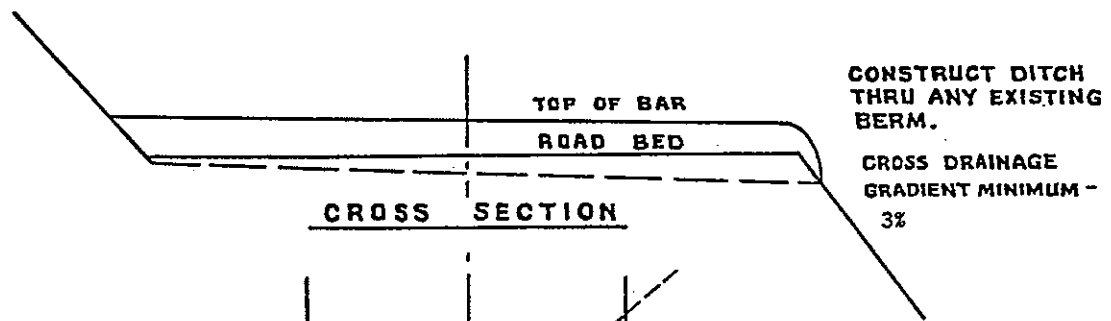 TOP OF BAR
ROAD BED
CROSS SECTION
CONSTRUCT DITCH
THRU ANY EXISTING
BERM.
CROSS DRAINAGE
GRADIENT MINIMUM -
3%